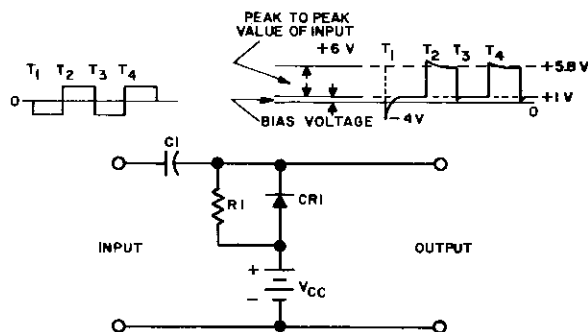 PEAK TO PEAK
VALUE OF INPUT
+6 V
T1 T2 T3 T4
T1 T2 T3 T4
+5.8 V
0
+1 V
BIAS VOLTAGE
-4 V
0
C1
R1
CR1
INPUT
OUTPUT
+
VCC
-